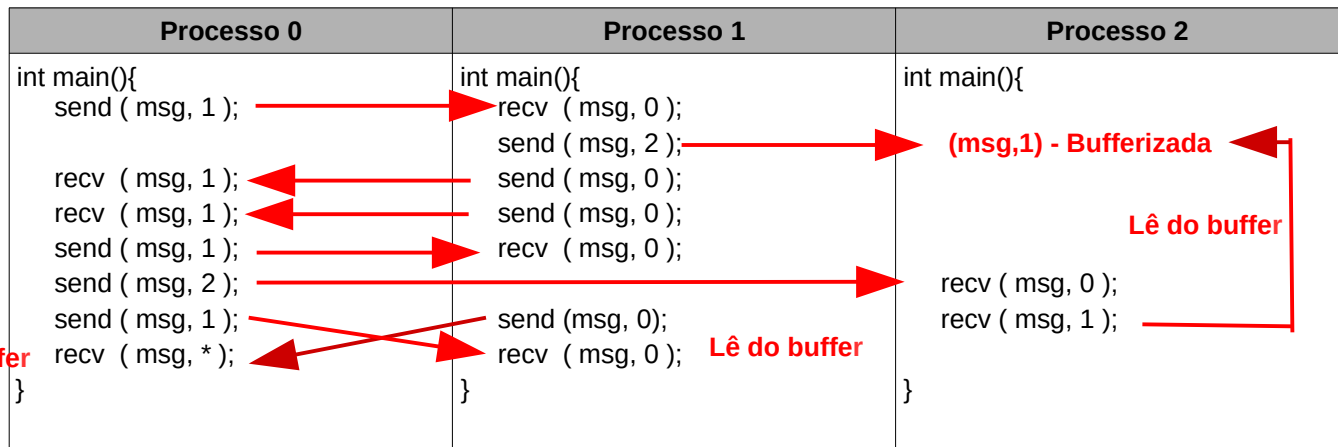 Processo 0
Processo 1
Processo 2
int main(){
send ( msg, 1 );
recv ( msg, 1 );
recv ( msg, 1 );
send ( msg, 1 );
send ( msg, 2 );
send ( msg, 1 );
recv ( msg, * );
}
int main(){
recv ( msg, 0 );
send ( msg, 2 );
send ( msg, 0 );
send ( msg, 0 );
recv ( msg, 0 );
send (msg, 0);
recv ( msg, 0 );
Lê do buffer
}
int main(){
(msg,1) - Bufferizada
Lê do buffer
recv ( msg, 0 );
recv ( msg, 1 );
}